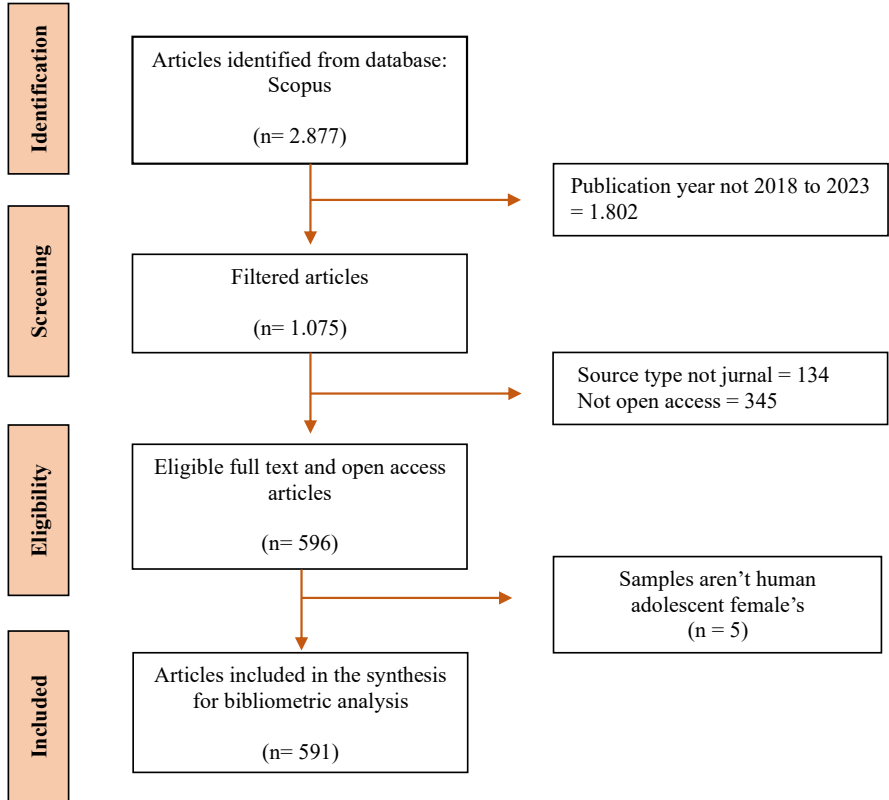 Identification
Articles identified from database:
Scopus
(n= 2.877)
Publication year not 2018 to 2023
= 1.802
Screening
Filtered articles
(n= 1.075)
Source type not jurnal = 134
Not open access = 345
Eligibility
Eligible full text and open access
articles
(n= 596)
Samples aren’t human
adolescent female’s
(n = 5)
Included
Articles included in the synthesis
for bibliometric analysis
(n= 591)